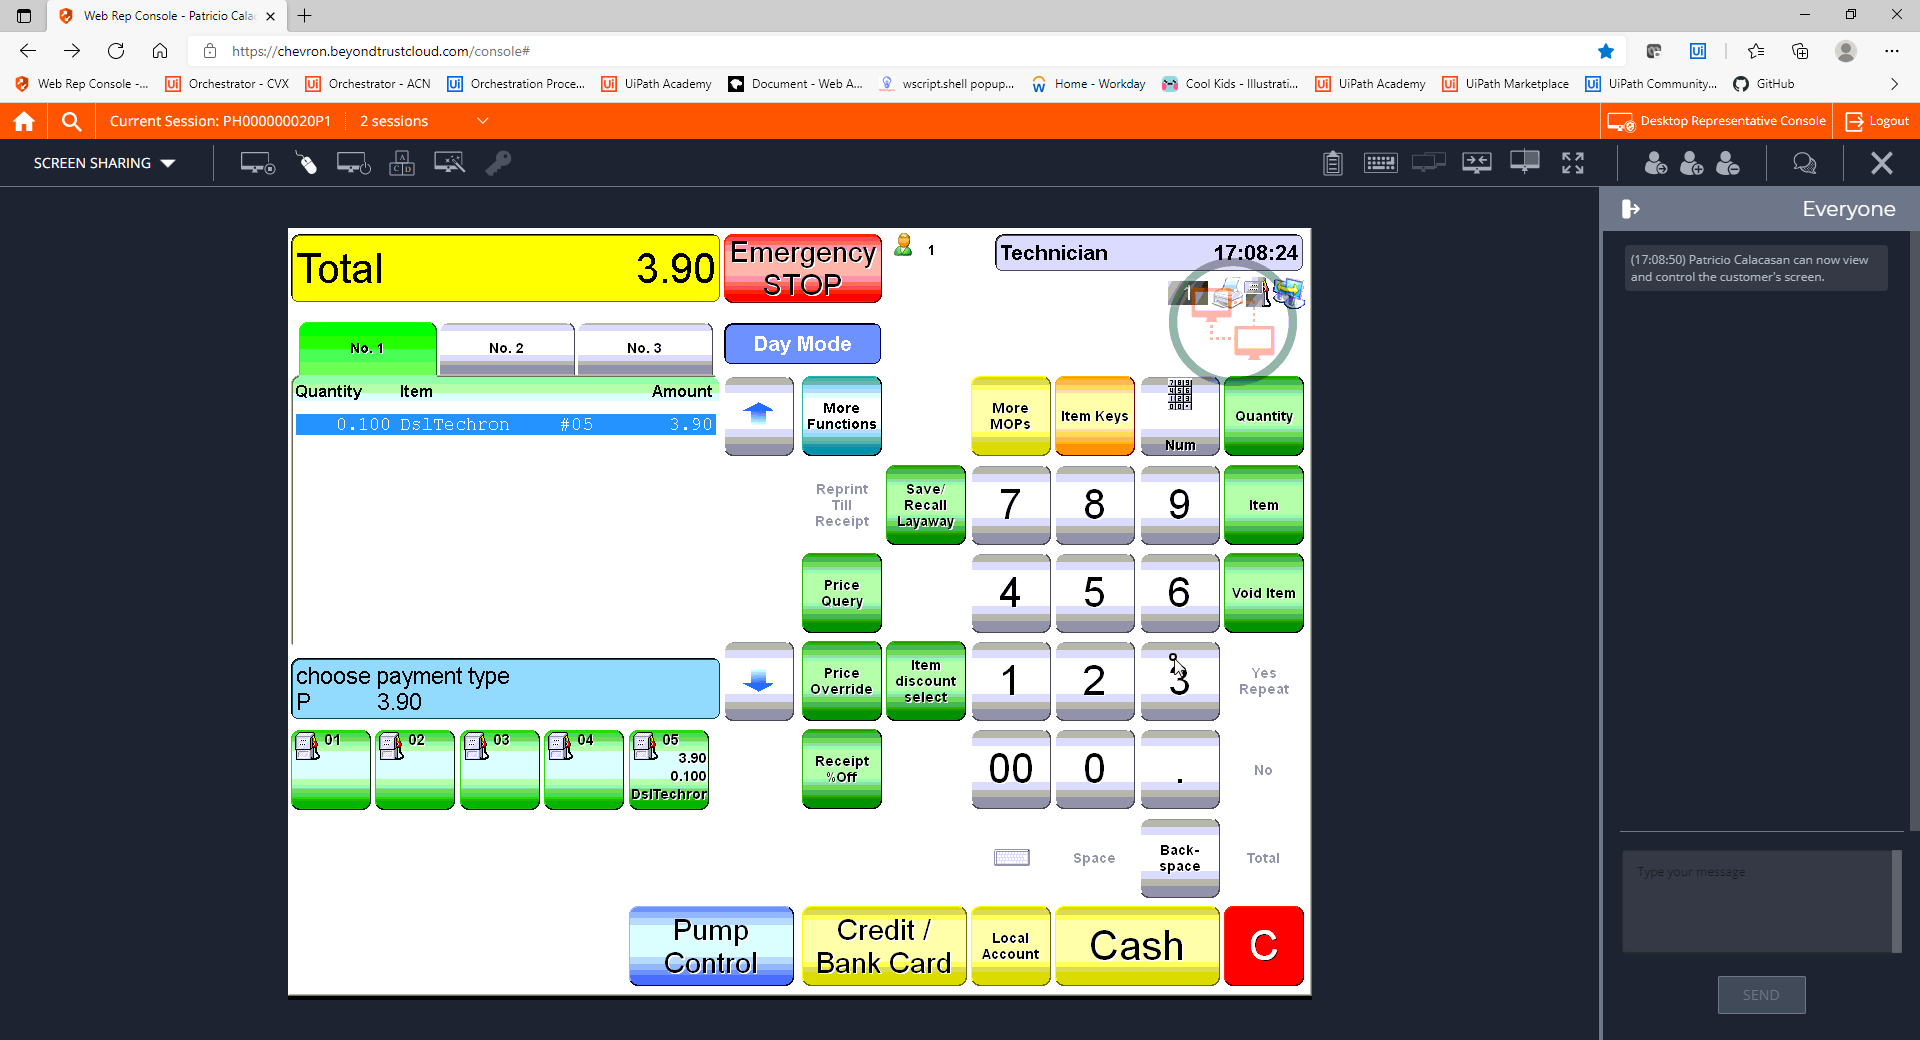 Web Rep Console - Patricio Cala
https://chevron.beyondtrustcloud.com/console#
Web Rep Console -...
Orchestrator - CVX
Orchestrator - ACN
Orchestration Proce...
UiPath Academy
Document - Web A...
wscript.shell popup...
Home - Workday
Cool Kids - Illustrati...
UiPath Academy
UiPath Marketplace
UiPath Community...
GitHub
Current Session: PH000000020P1
2 sessions
Desktop Representative Console
Logout
SCREEN SHARING
Everyone
(17:08:50) Patricio Calacasan can now view
and control the customer's screen.
Total 3.90
Emergency
STOP
1
Technician 17:08:24
1
No. 1
No. 2
No. 3
Day Mode
Quantity Item Amount
0.100 DslTechron #05 3.90
More
Functions
More
MOPs
Item Keys
Num
Quantity
Reprint
Till
Receipt
Save/
Recall
Layaway
7
8
9
Item
Price
Query
4
5
6
Void Item
choose payment type
P 3.90
Price
Override
Item
discount
select
1
2
3
Yes
Repeat
01
02
03
04
05
3.90
0.100
DslTechror
Receipt
%Off
00
0
.
No
Space
Back-
space
Total
Pump
Control
Credit /
Bank Card
Local
Account
Cash
C
Type your message
SEND